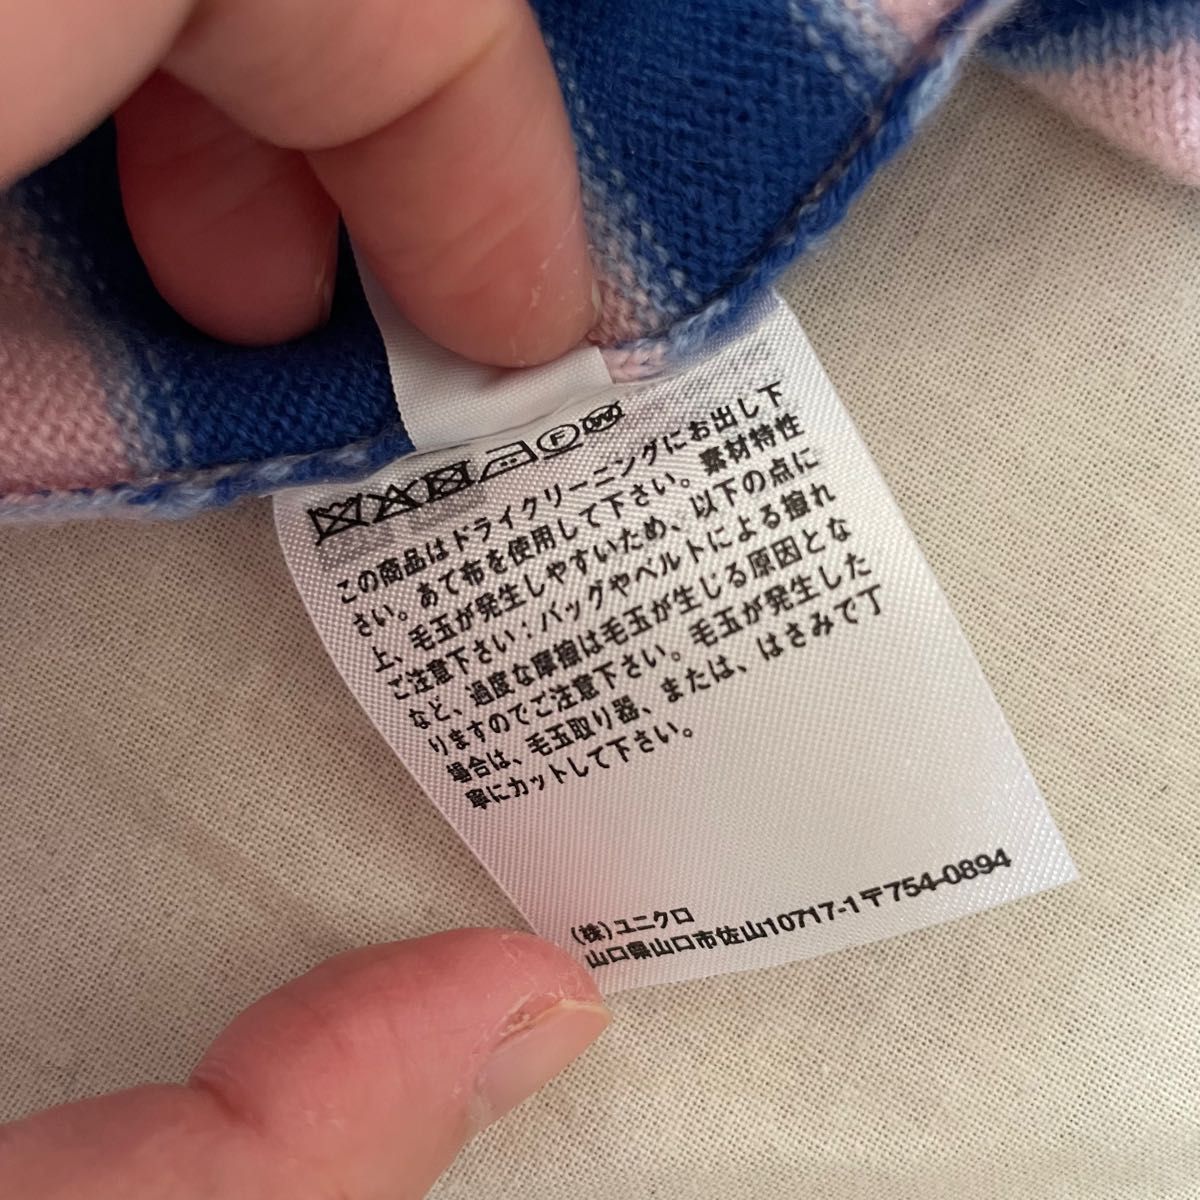 F W
この商品はドライクリーニングにお出し下
さい。あて布を使用して下さい。素材特性
上、毛玉が発生しやすいため、以下の点に
ご注意下さい:バッグやベルトによる擦れ
など、過度な摩擦は毛玉が生じる原因とな
りますのでご注意下さい。毛玉が発生した
場合は、毛玉取り器、または、はさみで丁
寧にカットして下さい。
(株)ユニクロ
山口県山口市佐山10717-1〒754-0894